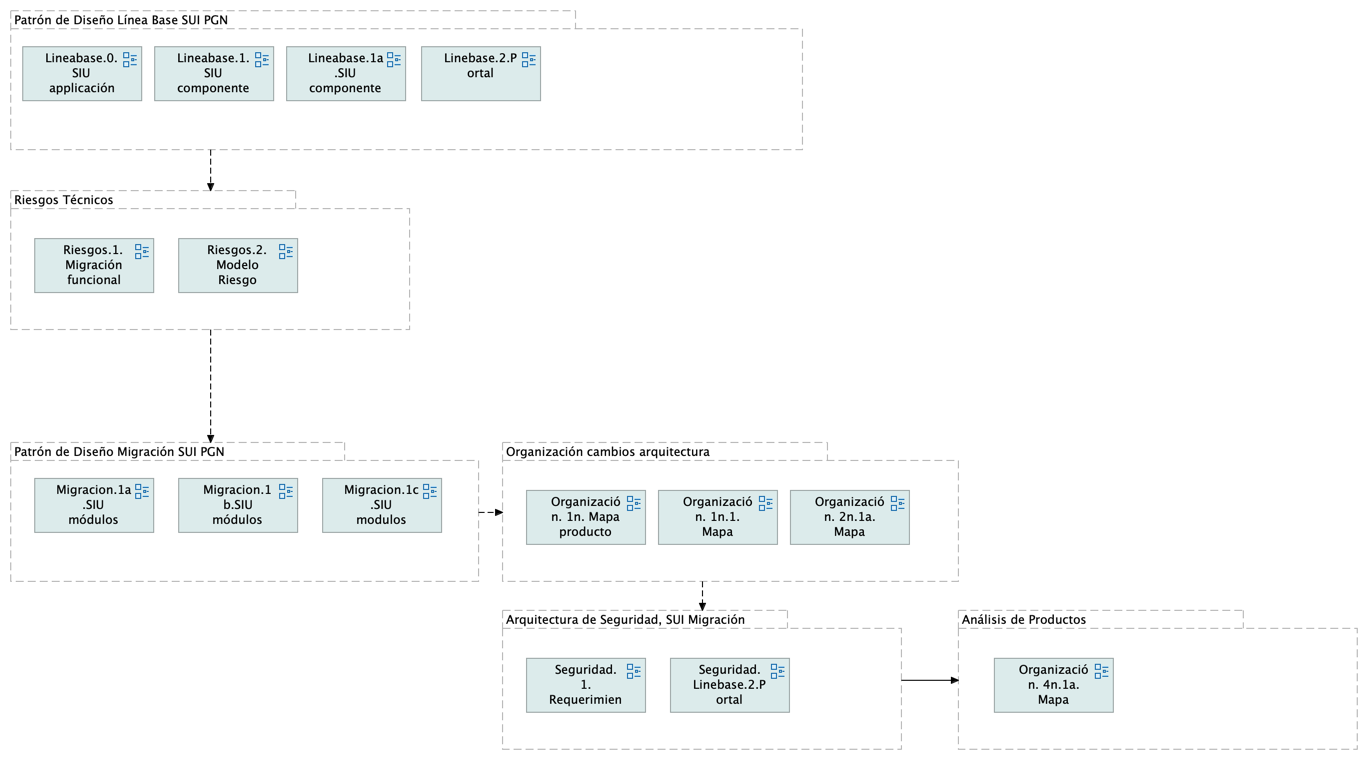 Patrón de Diseño Línea Base SUI PGN
Lineabase.0.
SIU
applicación
Lineabase.1.
SIU
componente
Lineabase.1a
.SIU
componente
Linebase.2.P
ortal
Riesgos Técnicos
Riesgos.1.
Migración
funcional
Riesgos.2.
Modelo
Riesgo
Patrón de Diseño Migración SUI PGN
Migracion.1a
.SIU
módulos
Migracion.1
b.SIU
módulos
Migracion.1c
.SIU
modulos
Organización cambios arquitectura
Organizació
n. 1n. Mapa
producto
Organizació
n. 1n.1.
Mapa
Organizació
n. 2n.1a.
Mapa
Arquitectura de Seguridad, SUI Migración
Seguridad.
1.
Requerimien
Seguridad.
Linebase.2.P
ortal
Análisis de Productos
Organizació
n. 4n.1a.
Mapa